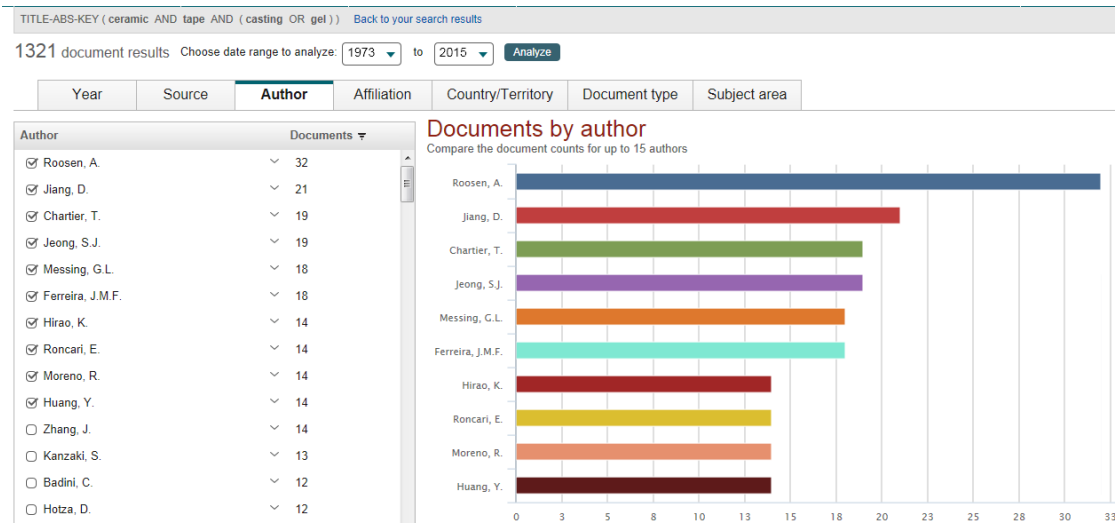 TITLE-ABS-KEY ( ceramic AND tape AND ( casting OR gel ) ) Back to your search results
1321 document results Choose date range to analyze: 1973 to 2015 Analyze
Year Source Author Affiliation Country/Territory Document type Subject area
Author Documents
Roosen, A. 32
Jiang, D. 21
Chartier, T. 19
Jeong, S.J. 19
Messing, G.L. 18
Ferreira, J.M.F. 18
Hirao, K. 14
Roncari, E. 14
Moreno, R. 14
Huang, Y. 14
Zhang, J. 14
Kanzaki, S. 13
Badini, C. 12
Hotza, D. 12
Documents by author
Compare the document counts for up to 15 authors
Roosen, A.
Jiang, D.
Chartier, T.
Jeong, S.J.
Messing, G.L.
Ferreira, J.M.F.
Hirao, K.
Roncari, E.
Moreno, R.
Huang, Y.
0 3 5 8 10 13 15 18 20 23 25 28 30 33